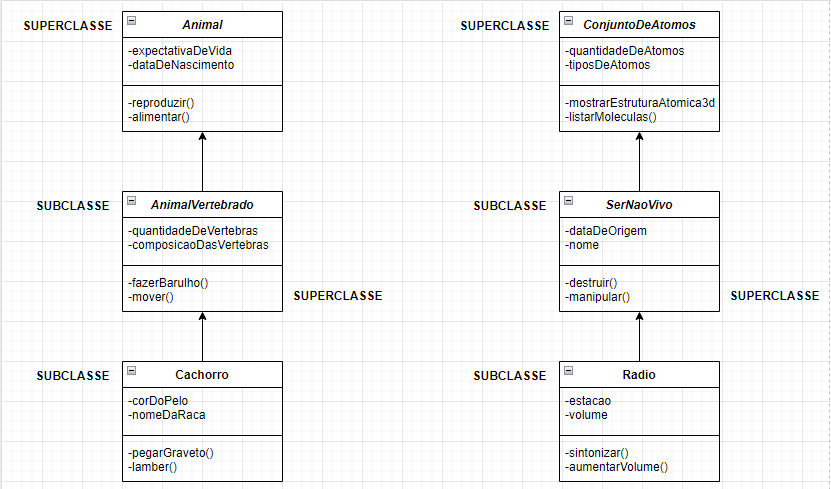 SUPERCLASSE
Animal
-expectativaDeVida
-dataDeNascimento
-reproduzir()
-alimentar()
SUBCLASSE
AnimalVertebrado
-quantidadeDeVertebras
-composicaoDasVertebras
-fazerBarulho()
-mover()
SUPERCLASSE
SUBCLASSE
Cachorro
-corDoPelo
-nomeDaRaca
-pegarGraveto()
-lamber()
SUPERCLASSE
ConjuntoDeAtomos
-quantidadeDeAtomos
-tiposDeAtomos
-mostrarEstruturaAtomica3d
-listarMoleculas()
SUBCLASSE
SerNaoVivo
-dataDeOrigem
-nome
-destruir()
-manipular()
SUPERCLASSE
SUBCLASSE
Radio
-estacao
-volume
-sintonizar()
-aumentarVolume()